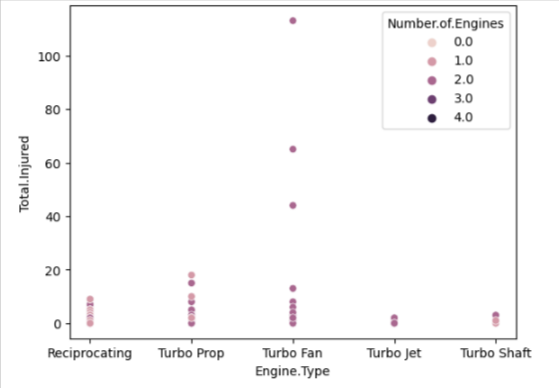 Number.of.Engines
0.0
1.0
2.0
3.0
4.0
100
80
60
40
20
0
Total.Injured
Reciprocating Turbo Prop Turbo Fan Turbo Jet Turbo Shaft
Engine.Type